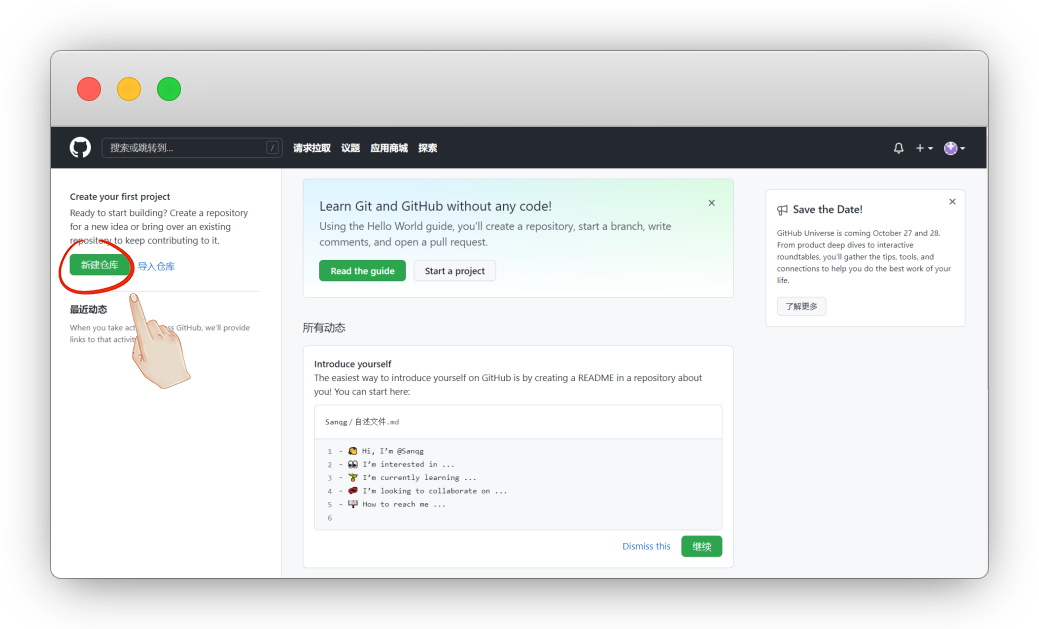 搜索或跳转到...
/
请求拉取 议题 应用商城 探索
Create your first project
Ready to start building? Create a repository
for a new idea or bring over an existing
repository to keep contributing to it.
新建仓库
导入仓库
最近动态
When you take act ss GitHub, we'll provide
links to that activit
Learn Git and GitHub without any code!
Using the Hello World guide, you'll create a repository, start a branch, write
comments, and open a pull request.
Read the guide
Start a project
所有动态
Introduce yourself
The easiest way to introduce yourself on GitHub is by creating a README in a repository about
you! You can start here:
Sanqg / 自述文件.md
1 - 👋 Hi, I'm @Sanqg
2 - 👀 I'm interested in ...
3 - 🌱 I'm currently learning ...
4 - 💞️ I'm looking to collaborate on ...
5 - 📫 How to reach me ...
6
Dismiss this
继续
Save the Date!
GitHub Universe is coming October 27 and 28.
From product deep dives to interactive
roundtables, you'll gather the tips, tools, and
connections to help you do the best work of your
life.
了解更多